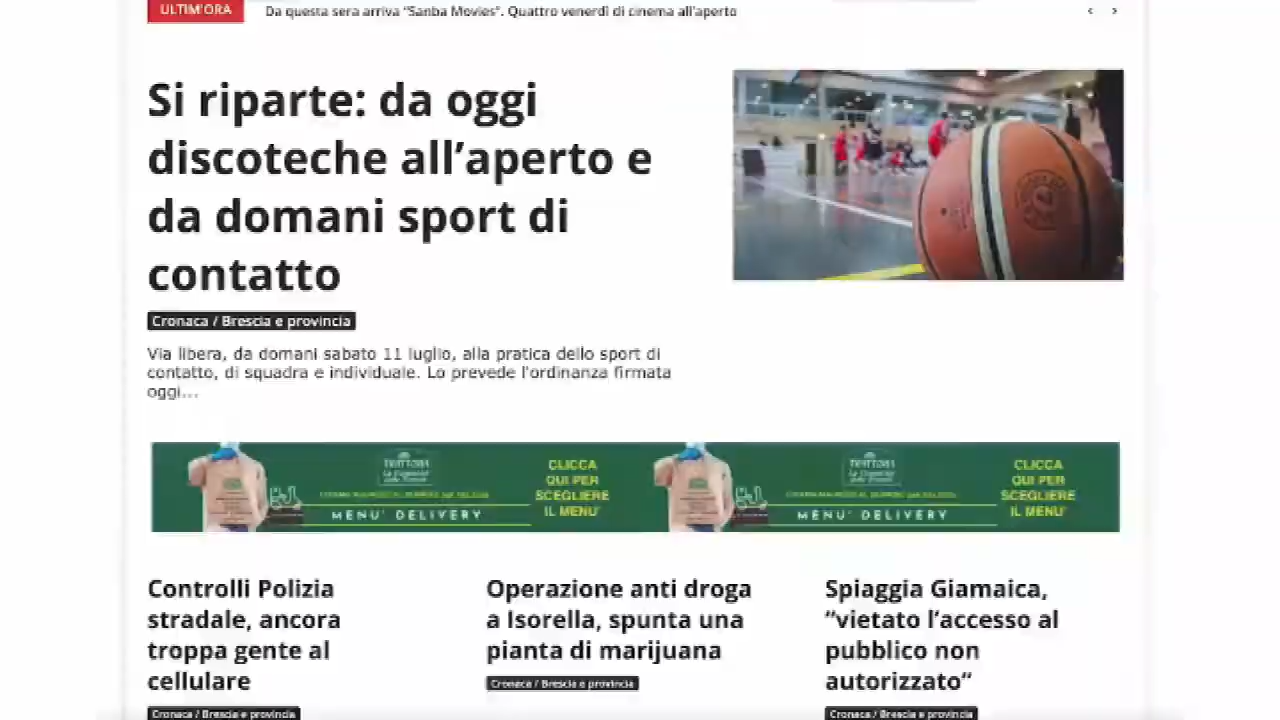 ULTIM'ORA
Da questa sera arriva "Sanba Movies". Quattro venerdì di cinema all'aperto
Si riparte: da oggi
discoteche all'aperto e
da domani sport di
contatto
Cronaca / Brescia e provincia
Via libera, da domani sabato 11 luglio, alla pratica dello sport di
contatto, di squadra e individuale. Lo prevede l'ordinanza firmata
oggi...
CLICCA
QUI PER
SCEGLIERE
IL MENU'
MENU' DELIVERY
CLICCA
QUI PER
SCEGLIERE
IL MENU'
MENU' DELIVERY
Controlli Polizia
stradale, ancora
troppa gente al
cellulare
Cronaca / Brescia e provincia
Operazione anti droga
a Isorella, spunta una
pianta di marijuana
Cronaca / Brescia e provincia
Spiaggia Giamaica,
"vietato l'accesso al
pubblico non
autorizzato"
Cronaca / Brescia e provincia